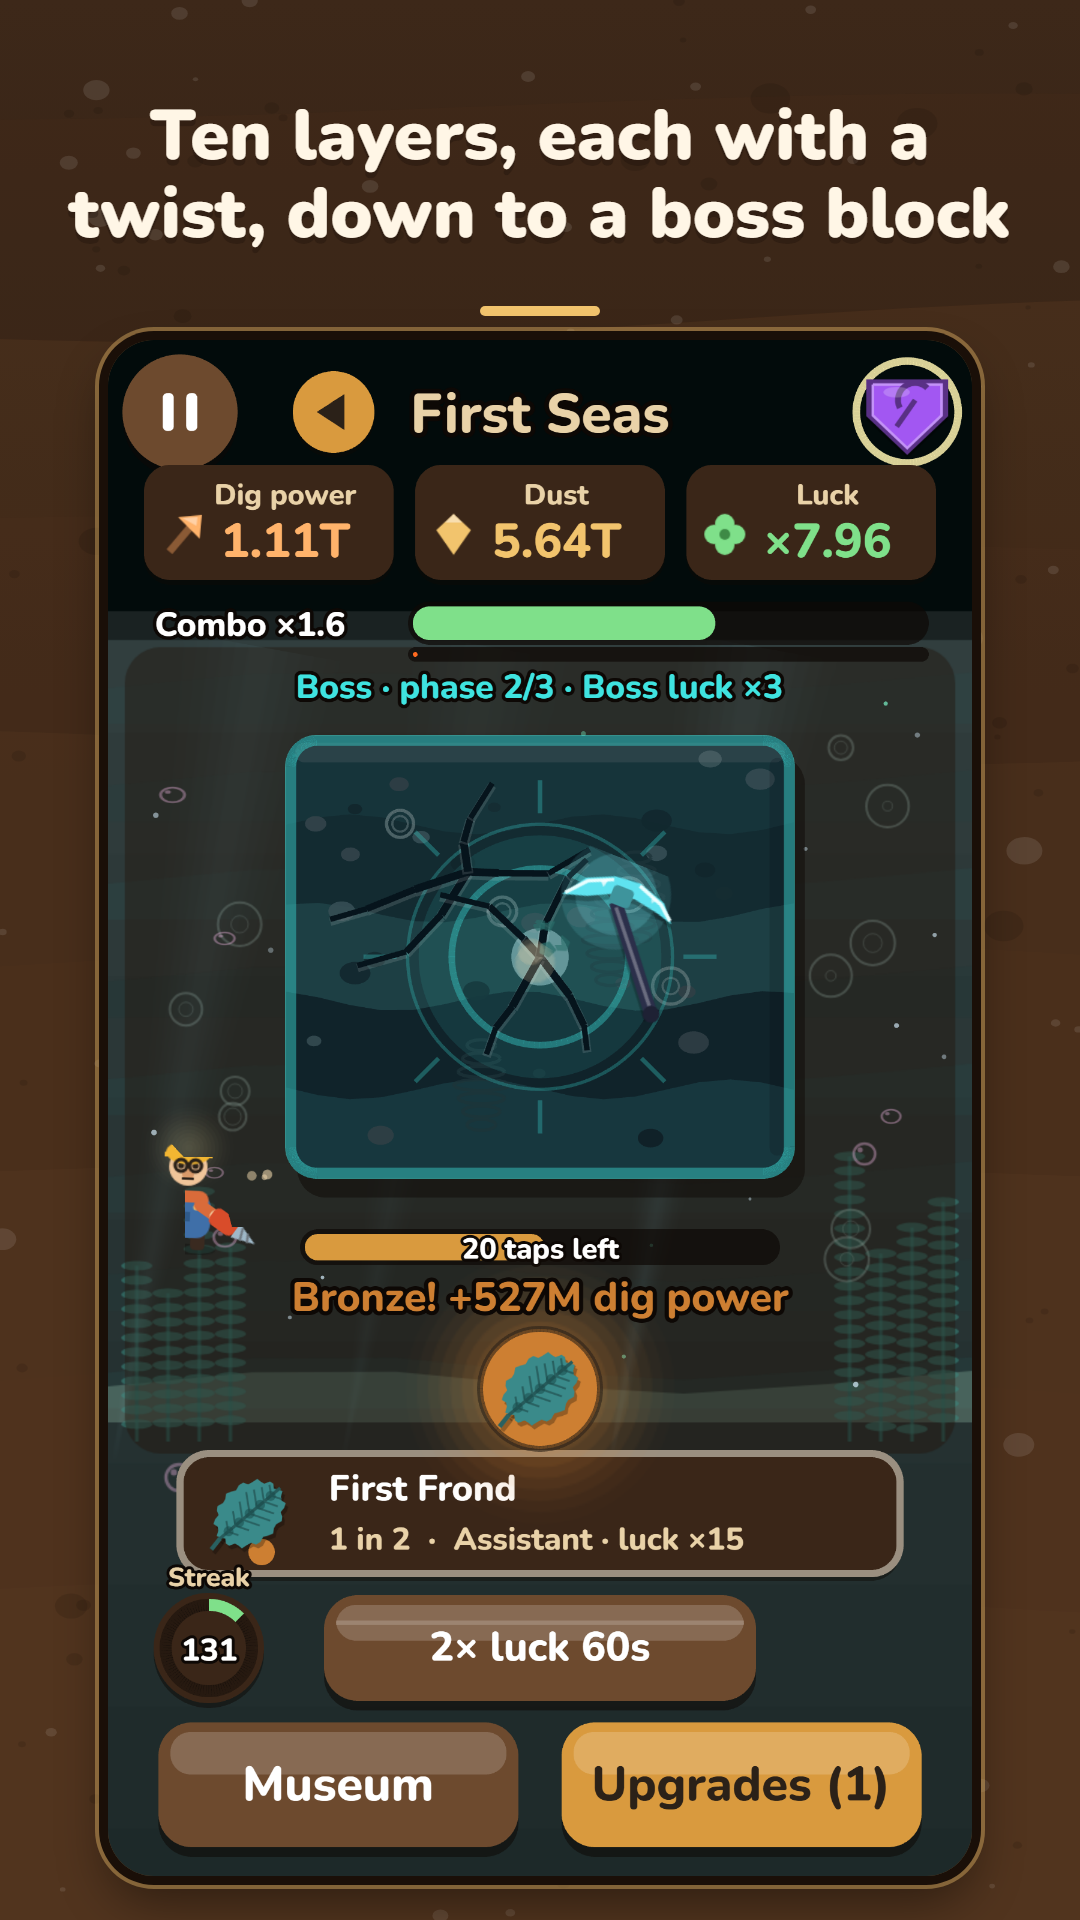 Ten layers, each with a
twist, down to a boss block
First Seas
Dig power
1.11T
Dust
5.64T
Luck
×7.96
Combo ×1.6
Boss · phase 2/3 · Boss luck ×3
20 taps left
Bronze! +527M dig power
First Frond
1 in 2 · Assistant · luck ×15
Streak
131
2× luck 60s
Museum
Upgrades (1)